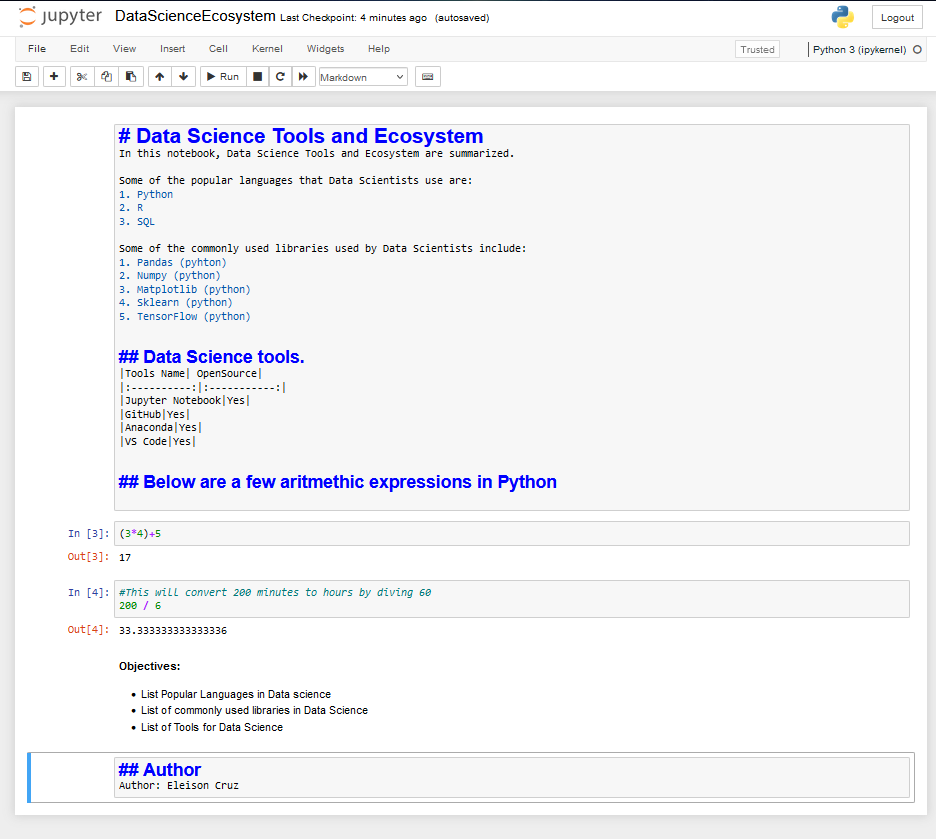 jupyter DataScienceEcosystem Last Checkpoint: 4 minutes ago (autosaved) Logout
File Edit View Insert Cell Kernel Widgets Help Trusted Python 3 (ipykernel)
Run Markdown
# Data Science Tools and Ecosystem
In this notebook, Data Science Tools and Ecosystem are summarized.
Some of the popular languages that Data Scientists use are:
1. Python
2. R
3. SQL
Some of the commonly used libraries used by Data Scientists include:
1. Pandas (pyhton)
2. Numpy (python)
3. Matplotlib (python)
4. Sklearn (python)
5. TensorFlow (python)
## Data Science tools.
|Tools Name| OpenSource|
|:----------:|:-----------:|
|Jupyter Notebook|Yes|
|GitHub|Yes|
|Anaconda|Yes|
|VS Code|Yes|
## Below are a few aritmethic expressions in Python
In [3]: (3*4)+5
Out[3]: 17
In [4]: #This will convert 200 minutes to hours by diving 60
200 / 6
Out[4]: 33.333333333333336
Objectives:
• List Popular Languages in Data science
• List of commonly used libraries in Data Science
• List of Tools for Data Science
## Author
Author: Eleison Cruz